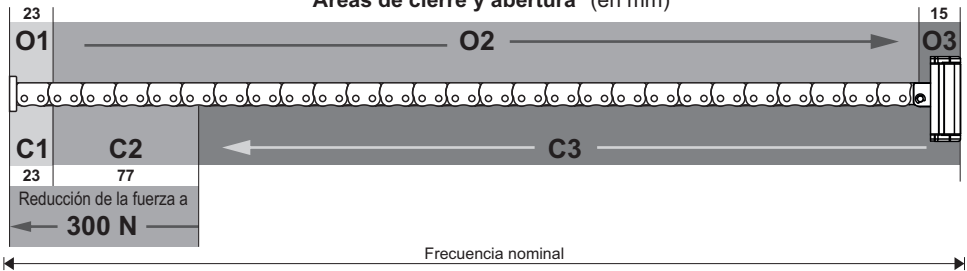 Áreas de cierre y abertura (en mm)
23 15
O1 O2 O3
C1 C2 C3
23 77
Reducción de la fuerza a
300 N
Frecuencia nominal